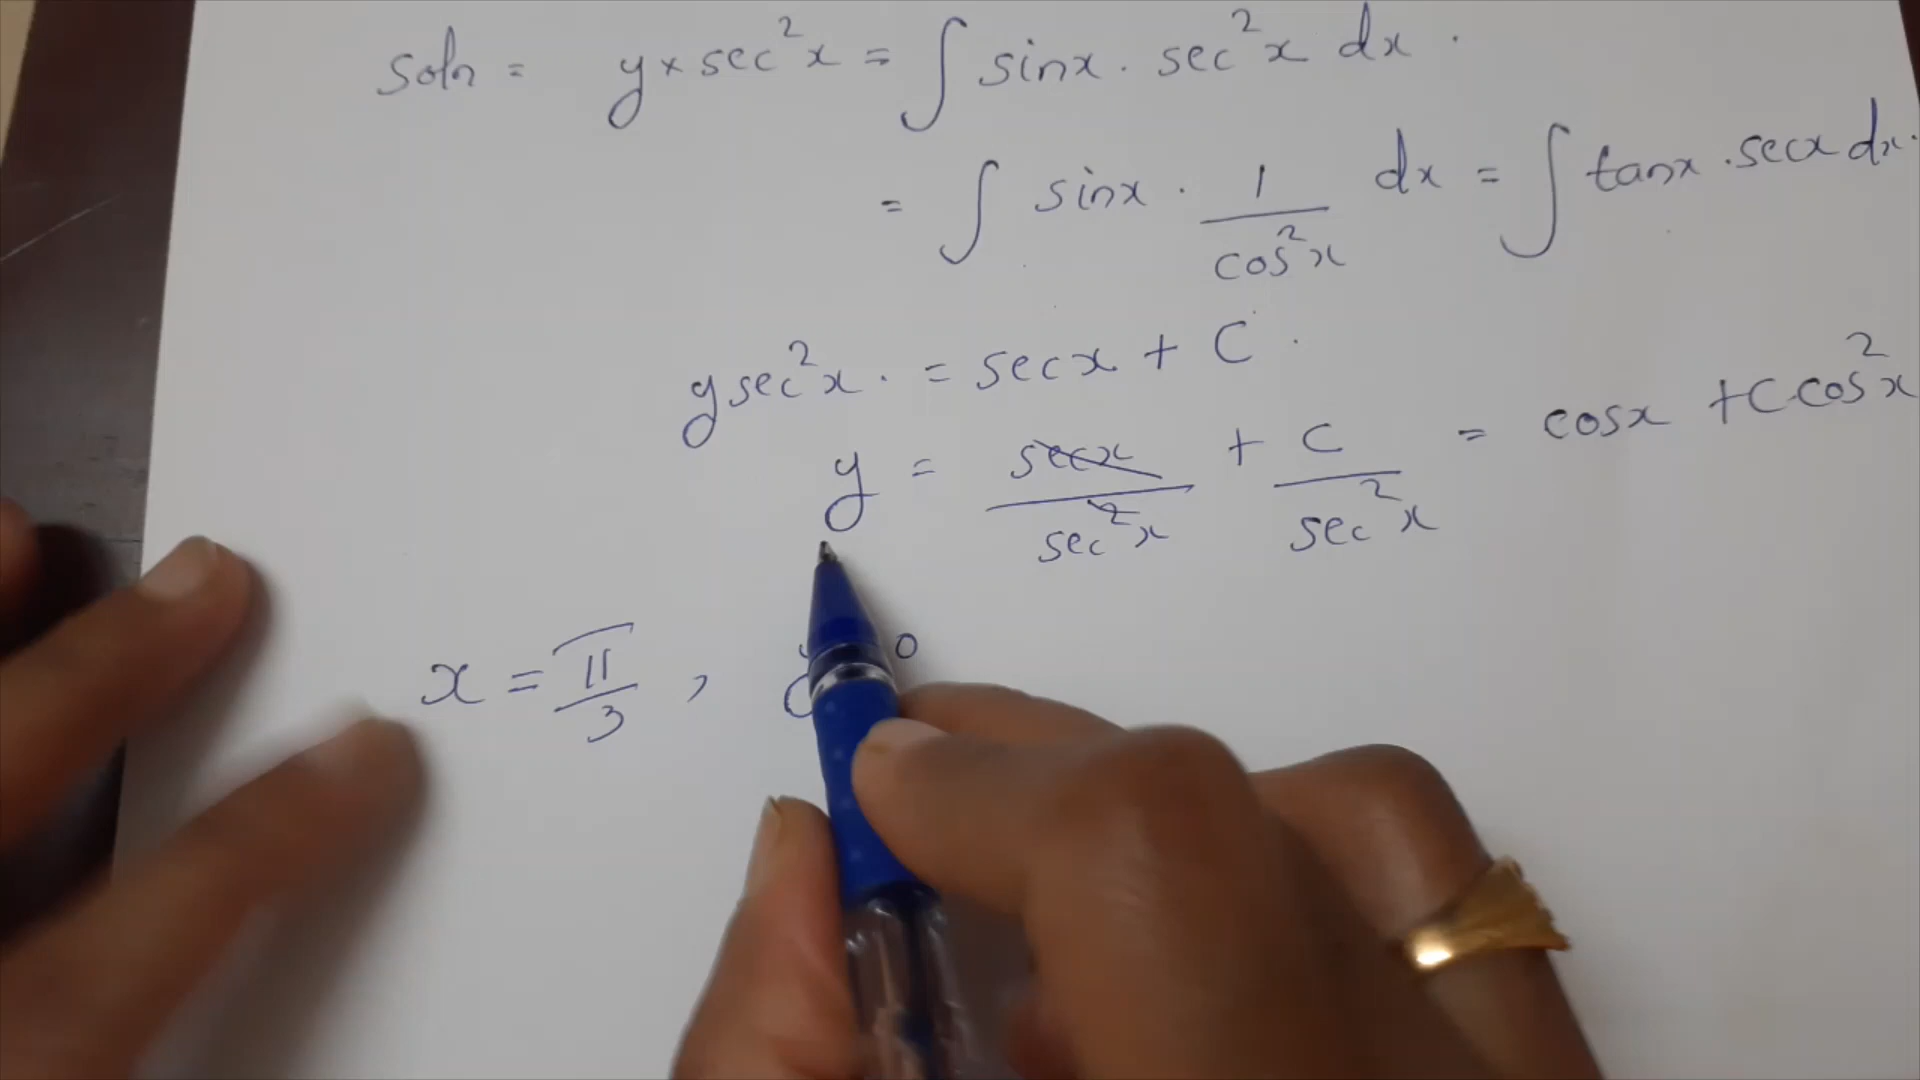 Soln = y × sec²x = ∫ sinx . sec²x dx .
= ∫ sinx . 1/cos²x dx = ∫ tanx . secx dx .
y sec²x . = secx + C .
y = secx/sec²x + C/sec²x = cosx + C cos²x
x = π/3 , 0